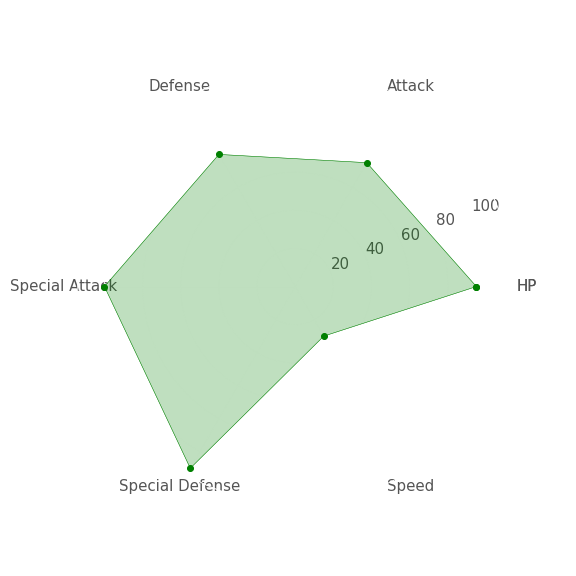 Defense
Attack
100
80
60
40
20
Special Attack
HP
Special Defense
Speed